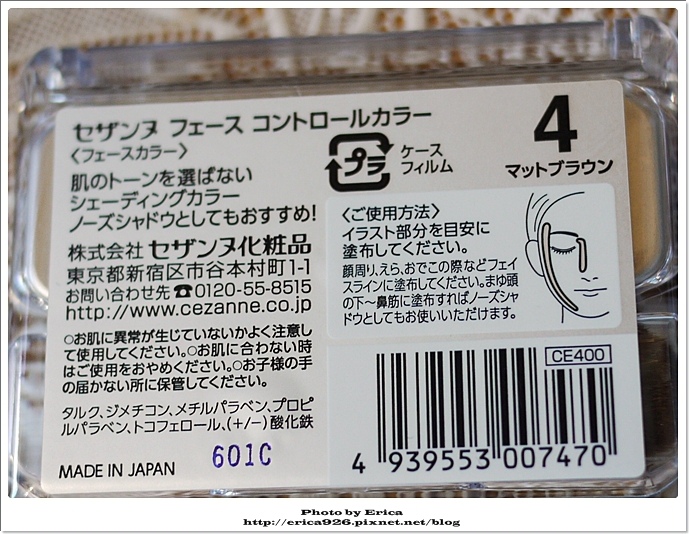 セザンヌ フェース コントロールカラー
〈フェースカラー〉
肌のトーンを選ばない
シェーディングカラー
ノーズシャドウとしてもおすすめ!
株式会社 セザンヌ化粧品
東京都新宿区市谷本村町1-1
お問い合わせ先☎0120-55-8515
http://www.cezanne.co.jp
○お肌に異常が生じていないかよく注意し
て使用してください。○お肌に合わない時
はご使用をおやめください。○お子様の手
の届かない所に保管してください。
タルク、ジメチコン、メチルパラベン、プロピ
ルパラベン、トコフェロール、(+/-)酸化鉄
MADE IN JAPAN 601C
プラ
ケース
フィルム
4
マットブラウン
〈ご使用方法〉
イラスト部分を目安に
塗布してください。
顔周り、えら、おでこの際などフェイ
スラインに塗布してください。まゆ頭
の下〜鼻筋に塗布すればノーズシャ
ドウとしてもお使いいただけます。
CE400
4 939553 007470
Photo by Erica
http://erica926.pixnet.net/blog